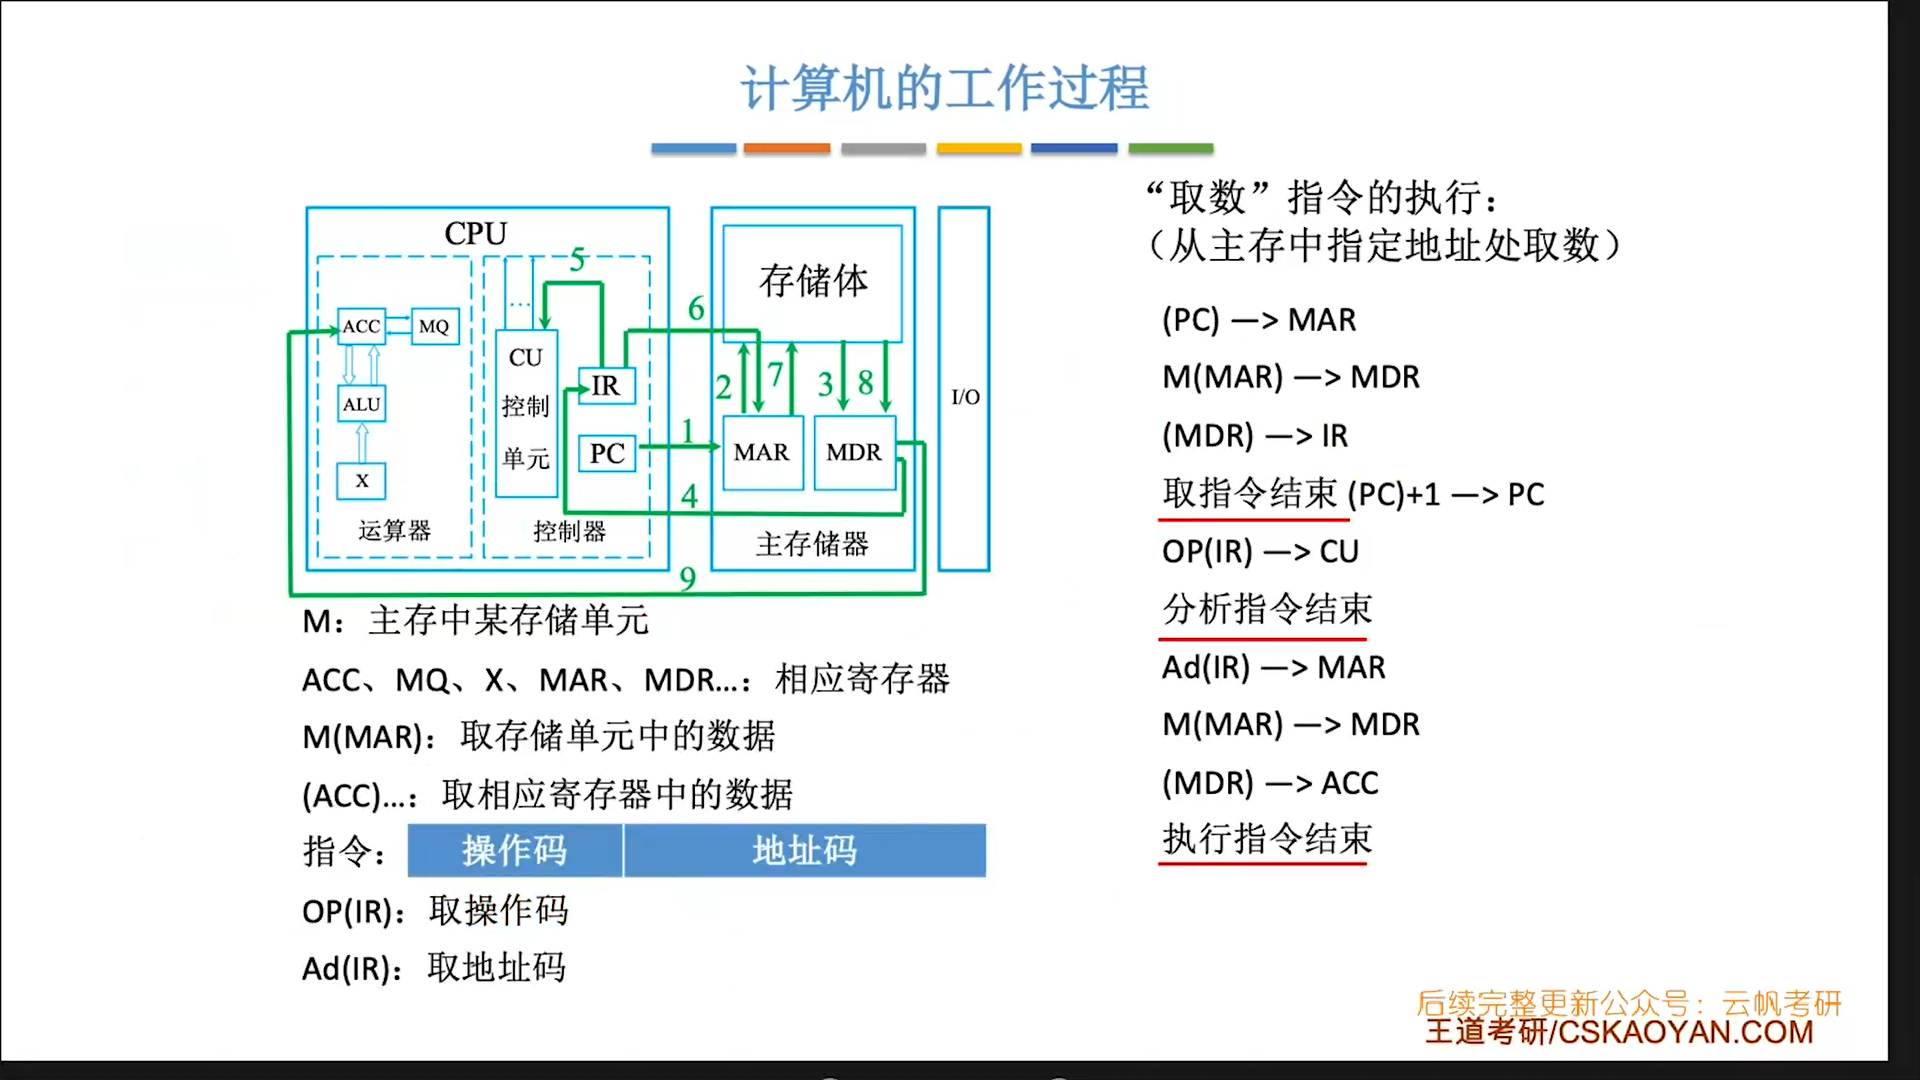 计算机的工作过程
CPU
ACC
MQ
ALU
X
运算器
CU
控制
单元
…
IR
PC
控制器
5
6
1
4
9
存储体
2
7
3
8
MAR
MDR
主存储器
I/O
M：主存中某存储单元
ACC、MQ、X、MAR、MDR…：相应寄存器
M(MAR)：取存储单元中的数据
(ACC)…：取相应寄存器中的数据
指令：操作码 地址码
OP(IR)：取操作码
Ad(IR)：取地址码
“取数”指令的执行：
（从主存中指定地址处取数）
(PC) —> MAR
M(MAR) —> MDR
(MDR) —> IR
取指令结束 (PC)+1 —> PC
OP(IR) —> CU
分析指令结束
Ad(IR) —> MAR
M(MAR) —> MDR
(MDR) —> ACC
执行指令结束
后续完整更新公众号：云帆考研
王道考研/CSKAOYAN.COM